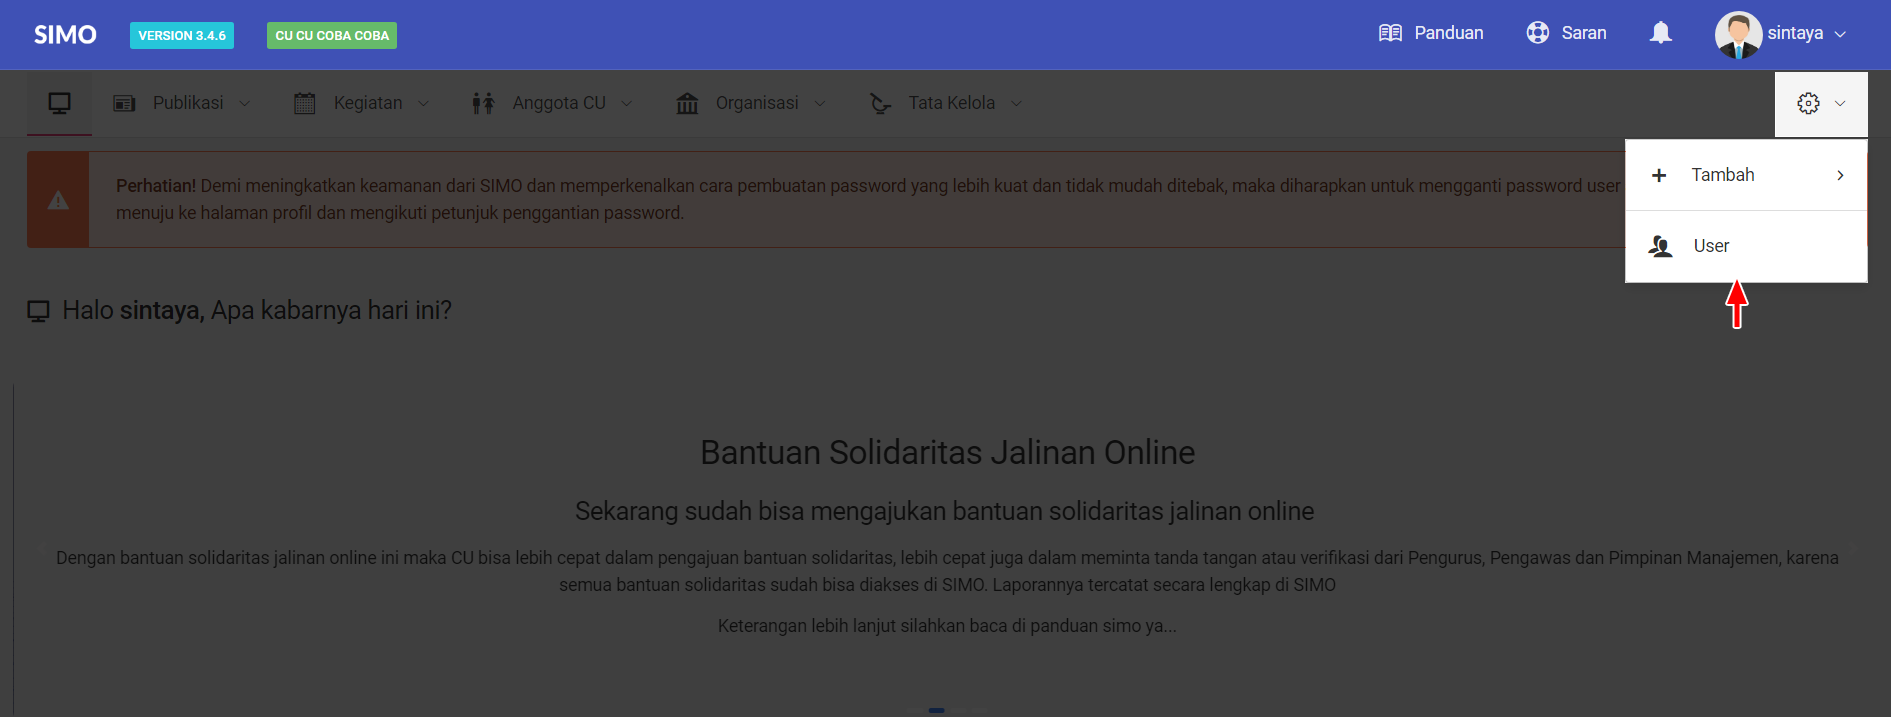 SIMO
VERSION 3.4.6
CU CU COBA COBA
Panduan
Saran
sintaya
Publikasi
Kegiatan
Anggota CU
Organisasi
Tata Kelola
Tambah
User
Perhatian! Demi meningkatkan keamanan dari SIMO dan memperkenalkan cara pembuatan password yang lebih kuat dan tidak mudah ditebak, maka diharapkan untuk mengganti password user
menuju ke halaman profil dan mengikuti petunjuk penggantian password.
Halo sintaya, Apa kabarnya hari ini?
Bantuan Solidaritas Jalinan Online
Sekarang sudah bisa mengajukan bantuan solidaritas jalinan online
Dengan bantuan solidaritas jalinan online ini maka CU bisa lebih cepat dalam pengajuan bantuan solidaritas, lebih cepat juga dalam meminta tanda tangan atau verifikasi dari Pengurus, Pengawas dan Pimpinan Manajemen, karena
semua bantuan solidaritas sudah bisa diakses di SIMO. Laporannya tercatat secara lengkap di SIMO
Keterangan lebih lanjut silahkan baca di panduan simo ya...